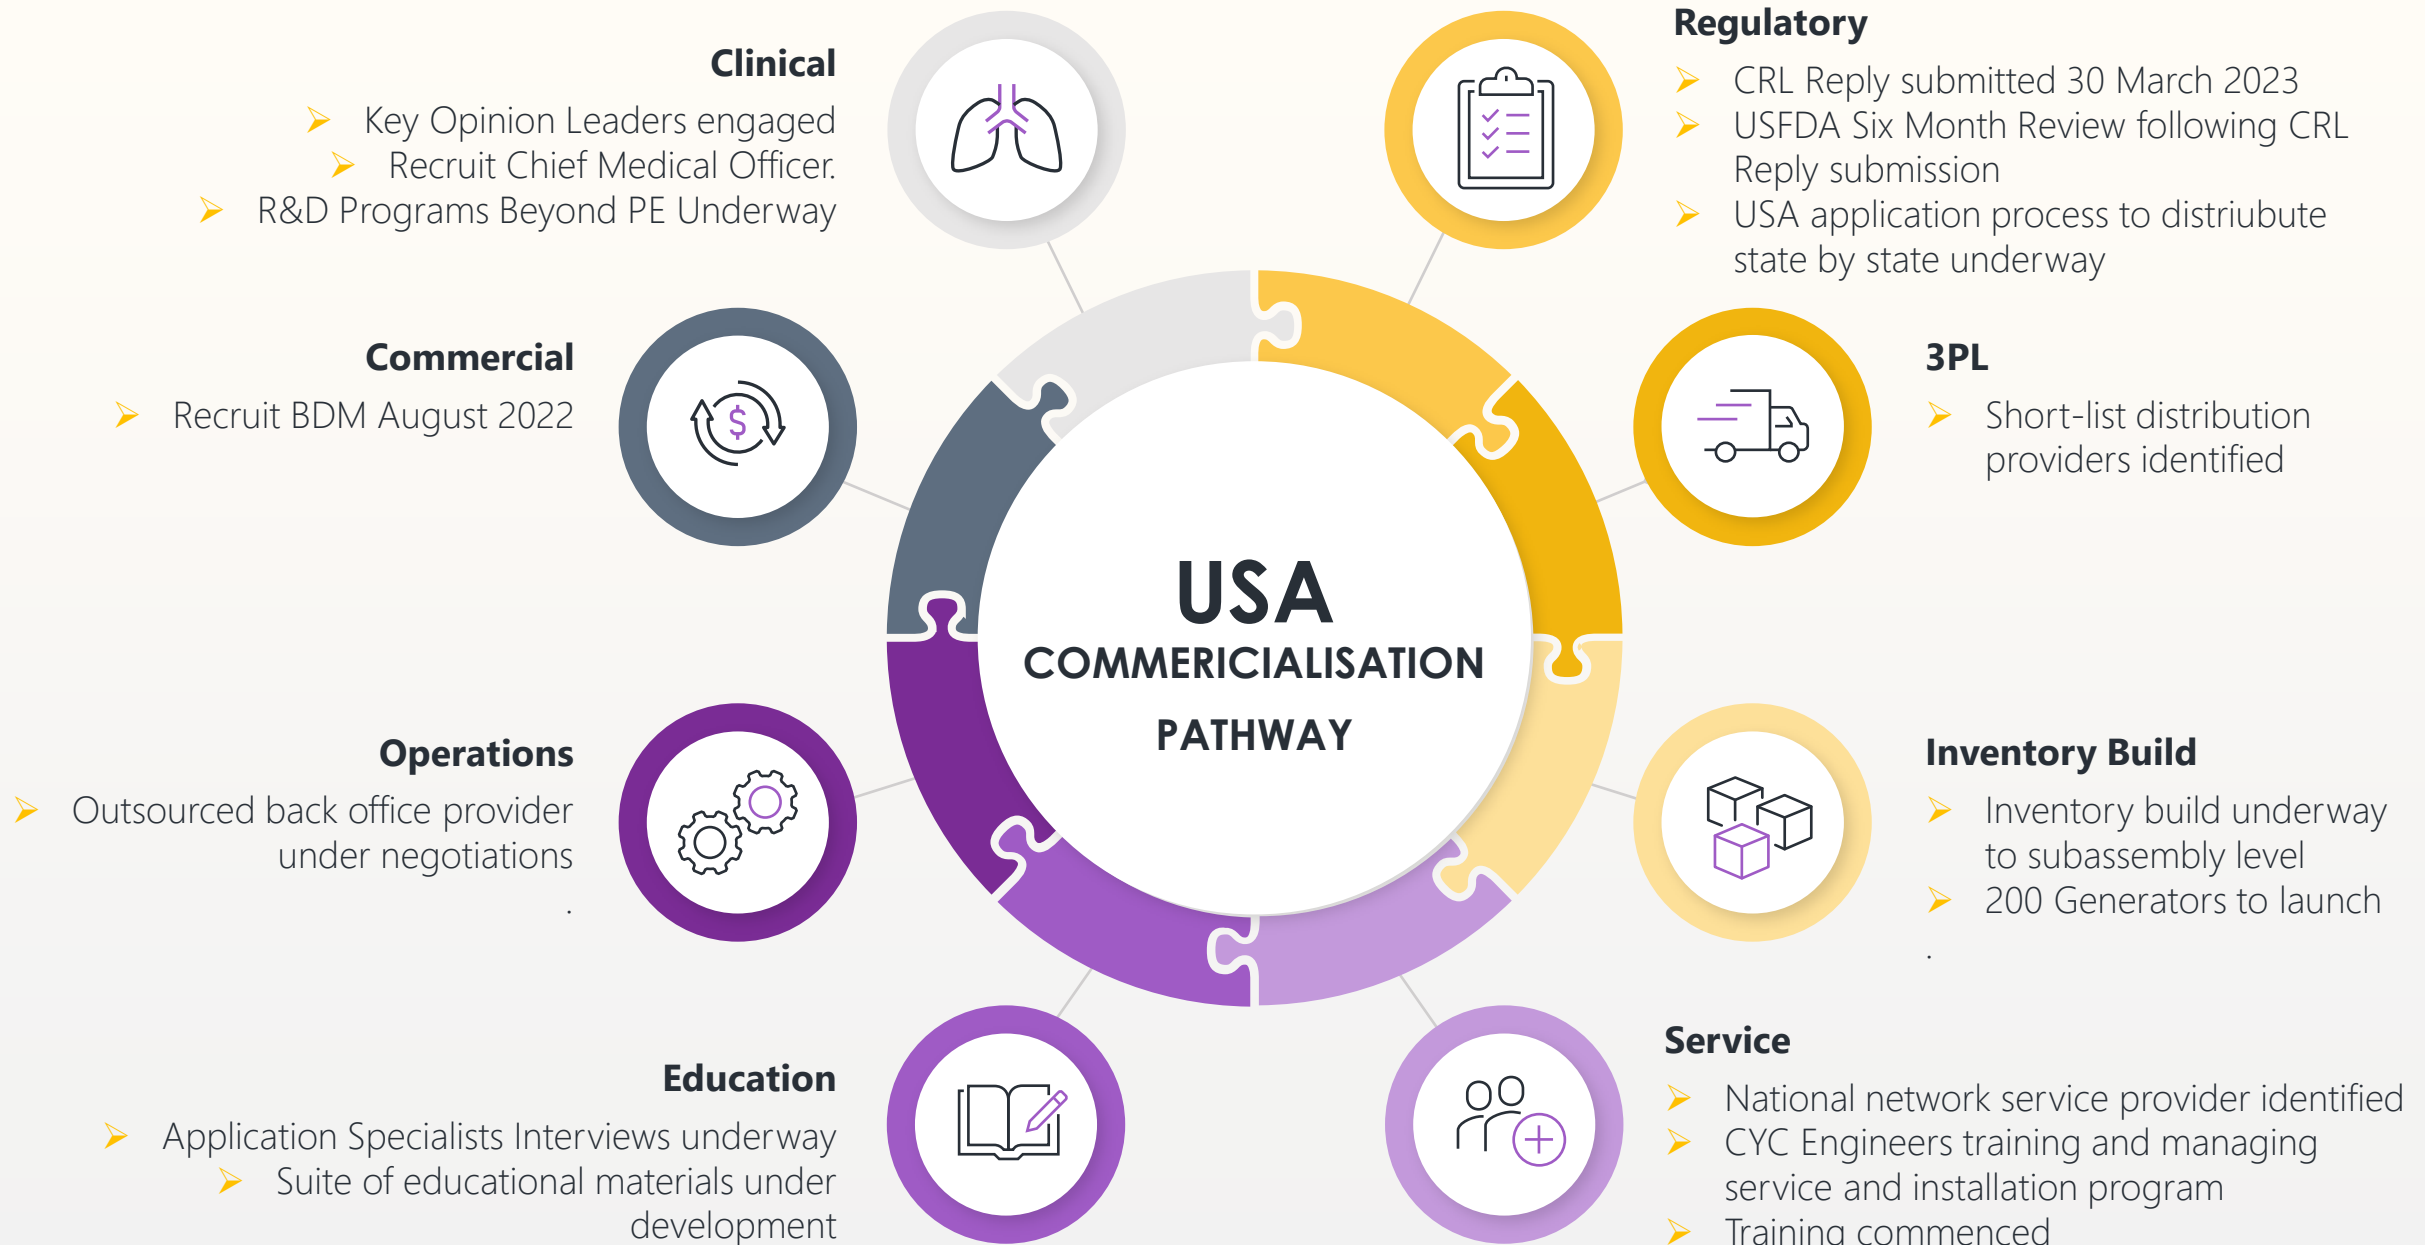 Clinical
➢ Key Opinion Leaders engaged
➢ Recruit Chief Medical Officer.
➢ R&D Programs Beyond PE Underway
Regulatory
➢ CRL Reply submitted 30 March 2023
➢ USFDA Six Month Review following CRL
Reply submission
➢ USA application process to distriubute
state by state underway
Commercial
➢ Recruit BDM August 2022
$
3PL
➢ Short-list distribution
providers identified
USA
COMMERICIALISATION
PATHWAY
Operations
➢ Outsourced back office provider
under negotiations
.
Inventory Build
➢ Inventory build underway
to subassembly level
➢ 200 Generators to launch
.
Education
➢ Application Specialists Interviews underway
➢ Suite of educational materials under
development
Service
➢ National network service provider identified
➢ CYC Engineers training and managing
service and installation program
➢ Training commenced